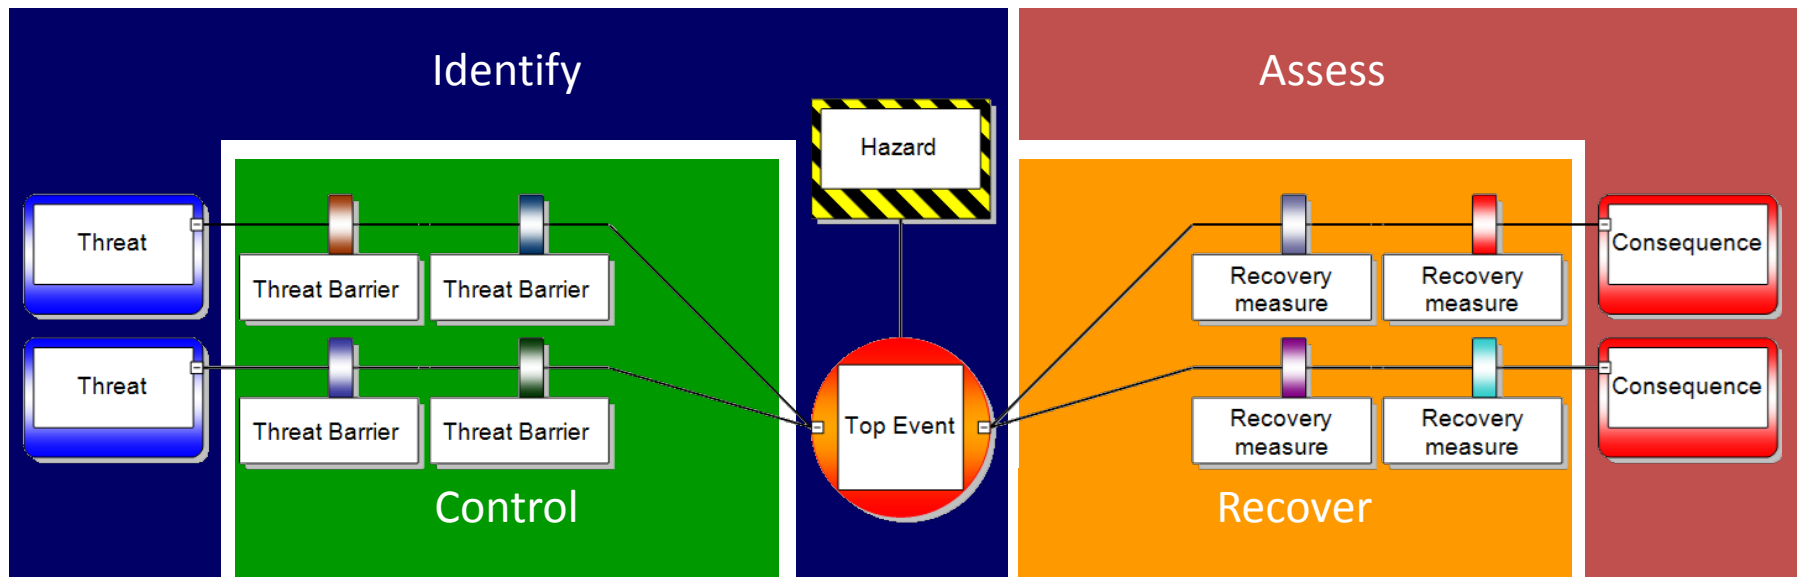 Identify
Assess
Hazard
Threat
Threat Barrier
Threat Barrier
Recovery
measure
Recovery
measure
Consequence
Threat
Threat Barrier
Threat Barrier
Top Event
Recovery
measure
Recovery
measure
Consequence
Control
Recover